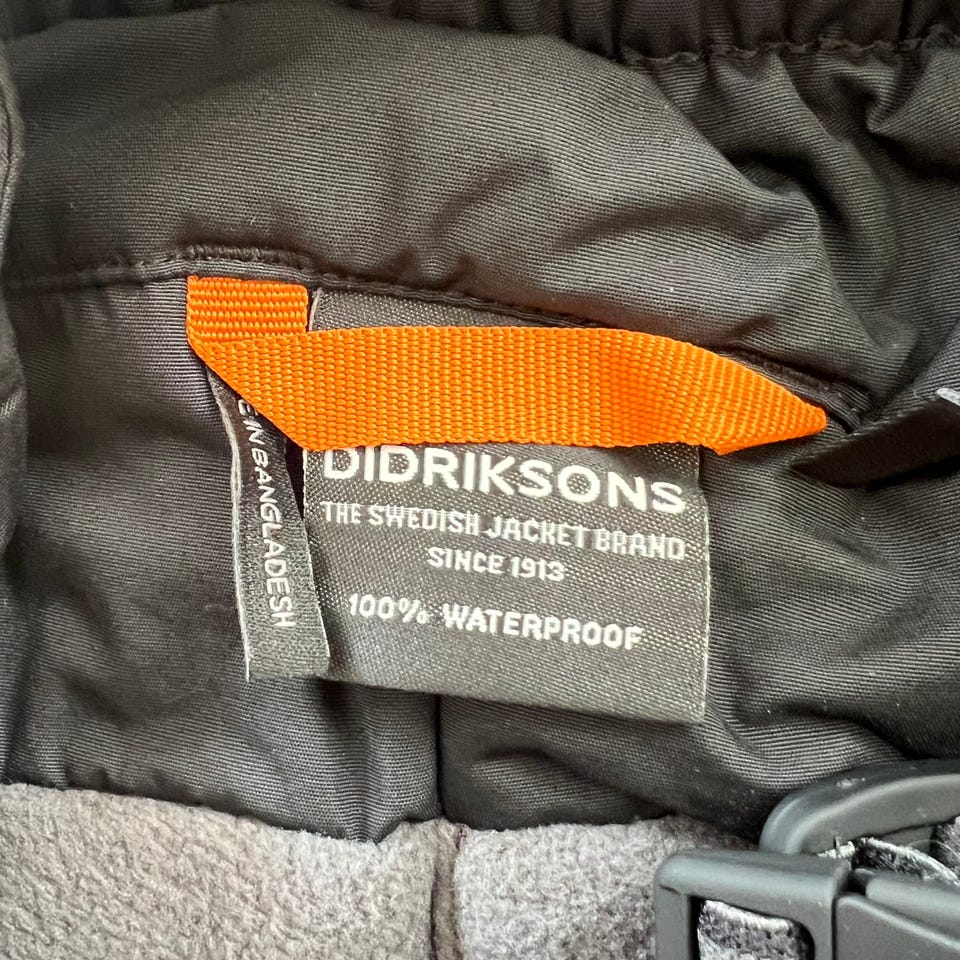 DIDRIKSONS
THE SWEDISH JACKET BRAND
SINCE 1913
100% WATERPROOF
E IN BANGLADESH